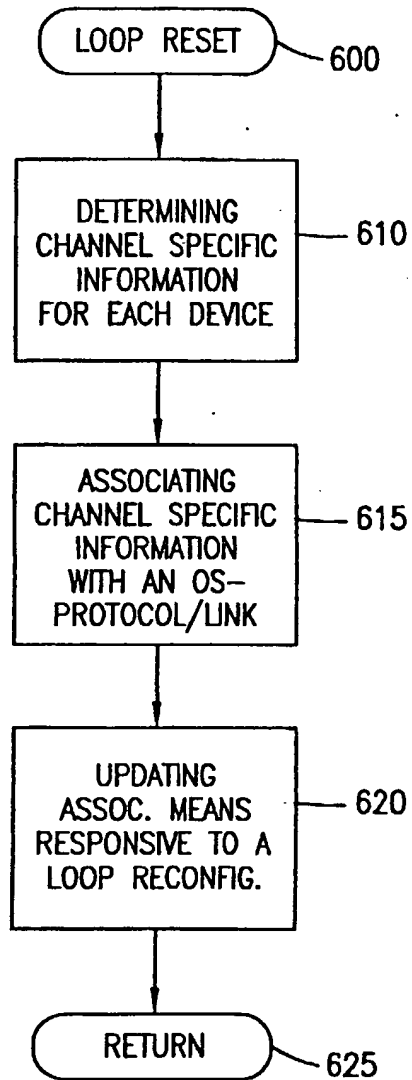 LOOP RESET
600
DETERMINING
CHANNEL SPECIFIC
INFORMATION
FOR EACH DEVICE
610
ASSOCIATING
CHANNEL SPECIFIC
INFORMATION
WITH AN OS-
PROTOCOL/LINK
615
UPDATING
ASSOC. MEANS
RESPONSIVE TO A
LOOP RECONFIG.
620
RETURN
625